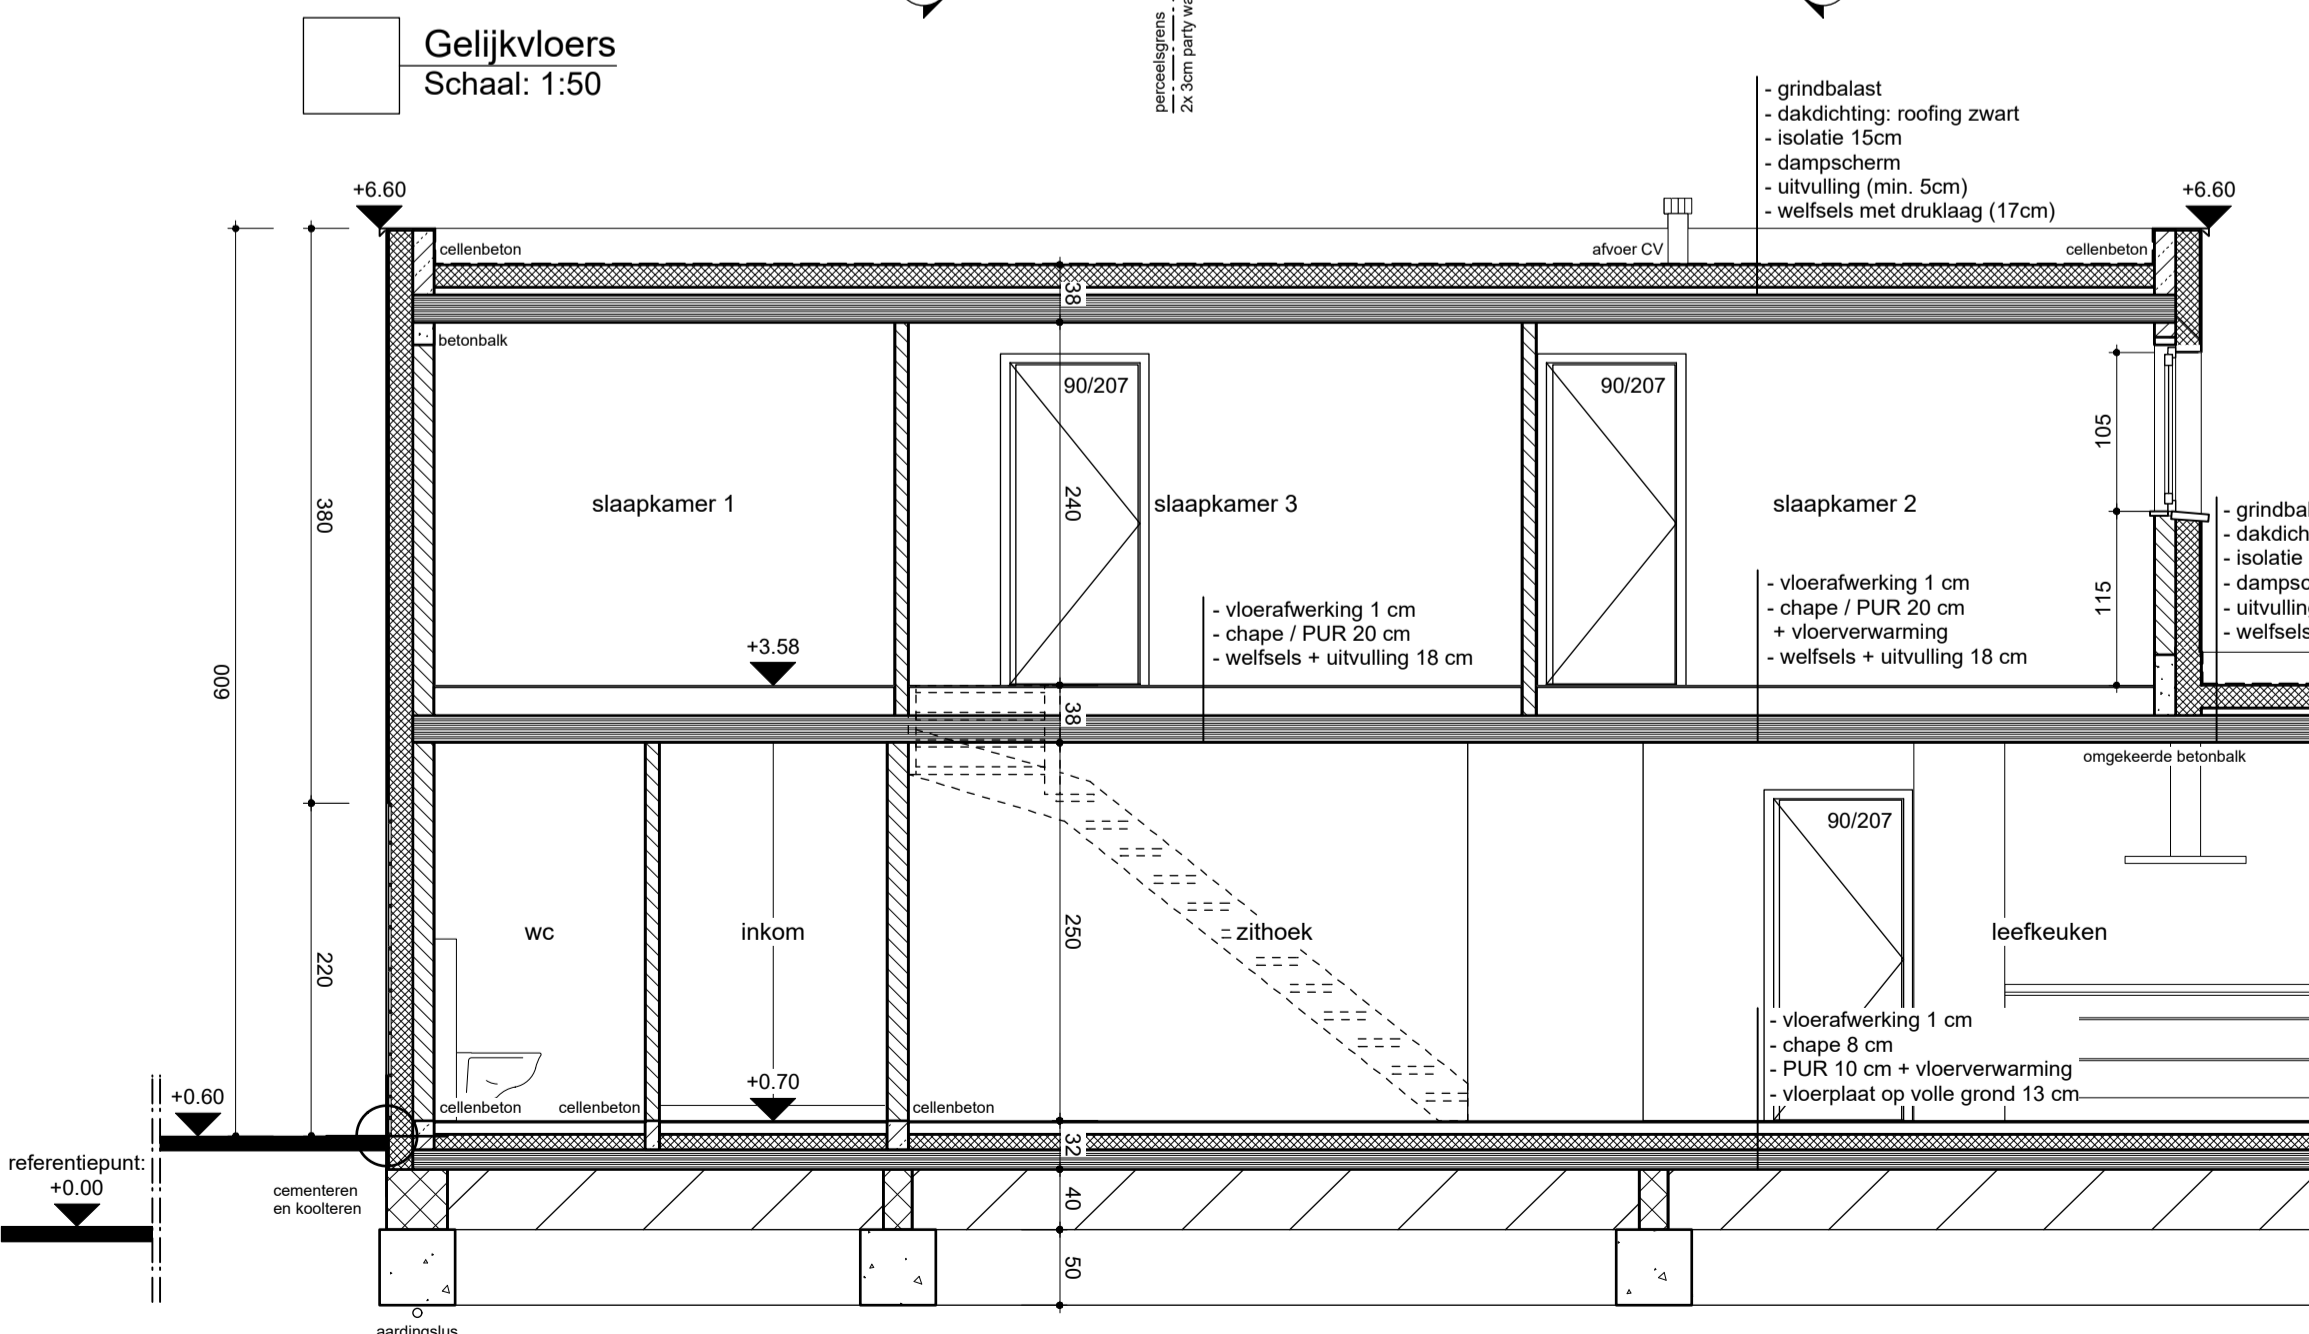 Gelijkvloers
Schaal: 1:50
perceelsgrens
2x 3cm party
- grindbalast
- dakdichting: roofing zwart
- isolatie 15cm
- dampscherm
- uitvulling (min. 5cm)
- welfsels met druklaag (17cm)
+6.60
+6.60
cellenbeton
afvoer CV
cellenbeton
38
betonbalk
90/207
90/207
105
380
slaapkamer 1
240
slaapkamer 3
slaapkamer 2
- vloerafwerking 1 cm
- chape / PUR 20 cm
- welfsels + uitvulling 18 cm
- vloerafwerking 1 cm
- chape / PUR 20 cm
+ vloerverwarming
- welfsels + uitvulling 18 cm
115
- isolatie
- welfsels
+3.58
600
38
omgekeerde betonbalk
90/207
wc
inkom
250
zithoek
leefkeuken
220
- vloerafwerking 1 cm
- chape 8 cm
- PUR 10 cm + vloerverwarming
- vloerplaat op volle grond 13 cm
+0.60
+0.70
cellenbeton
cellenbeton
cellenbeton
32
referentiepunt:
+0.00
cementeren
en koolteren
40
50
aardingslus